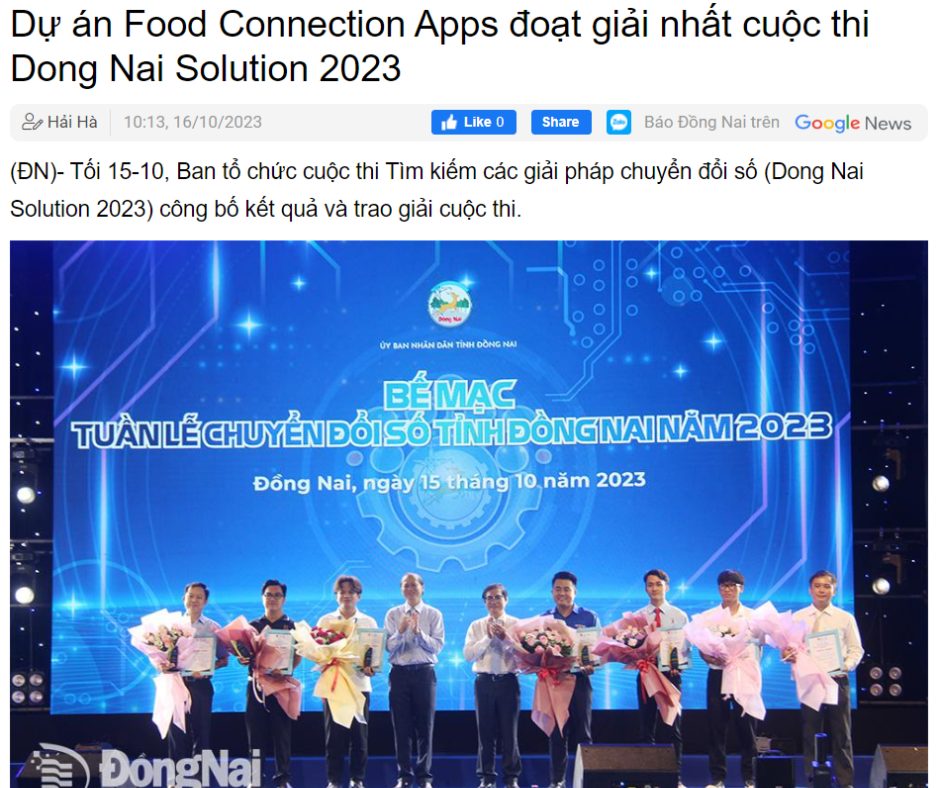 Dự án Food Connection Apps đoạt giải nhất cuộc thi
Dong Nai Solution 2023
Hải Hà
10:13, 16/10/2023
Like 0
Share
Zalo
Báo Đồng Nai trên
Google News
(ĐN)- Tối 15-10, Ban tổ chức cuộc thi Tìm kiếm các giải pháp chuyển đổi số (Dong Nai
Solution 2023) công bố kết quả và trao giải cuộc thi.
Đồng Nai
ỦY BAN NHÂN DÂN TỈNH ĐỒNG NAI
BẾ MẠC
TUẦN LỄ CHUYỂN ĐỔI SỐ TỈNH ĐỒNG NAI NĂM 2023
Đồng Nai, ngày 15 tháng 10 năm 2023
ĐồngNai